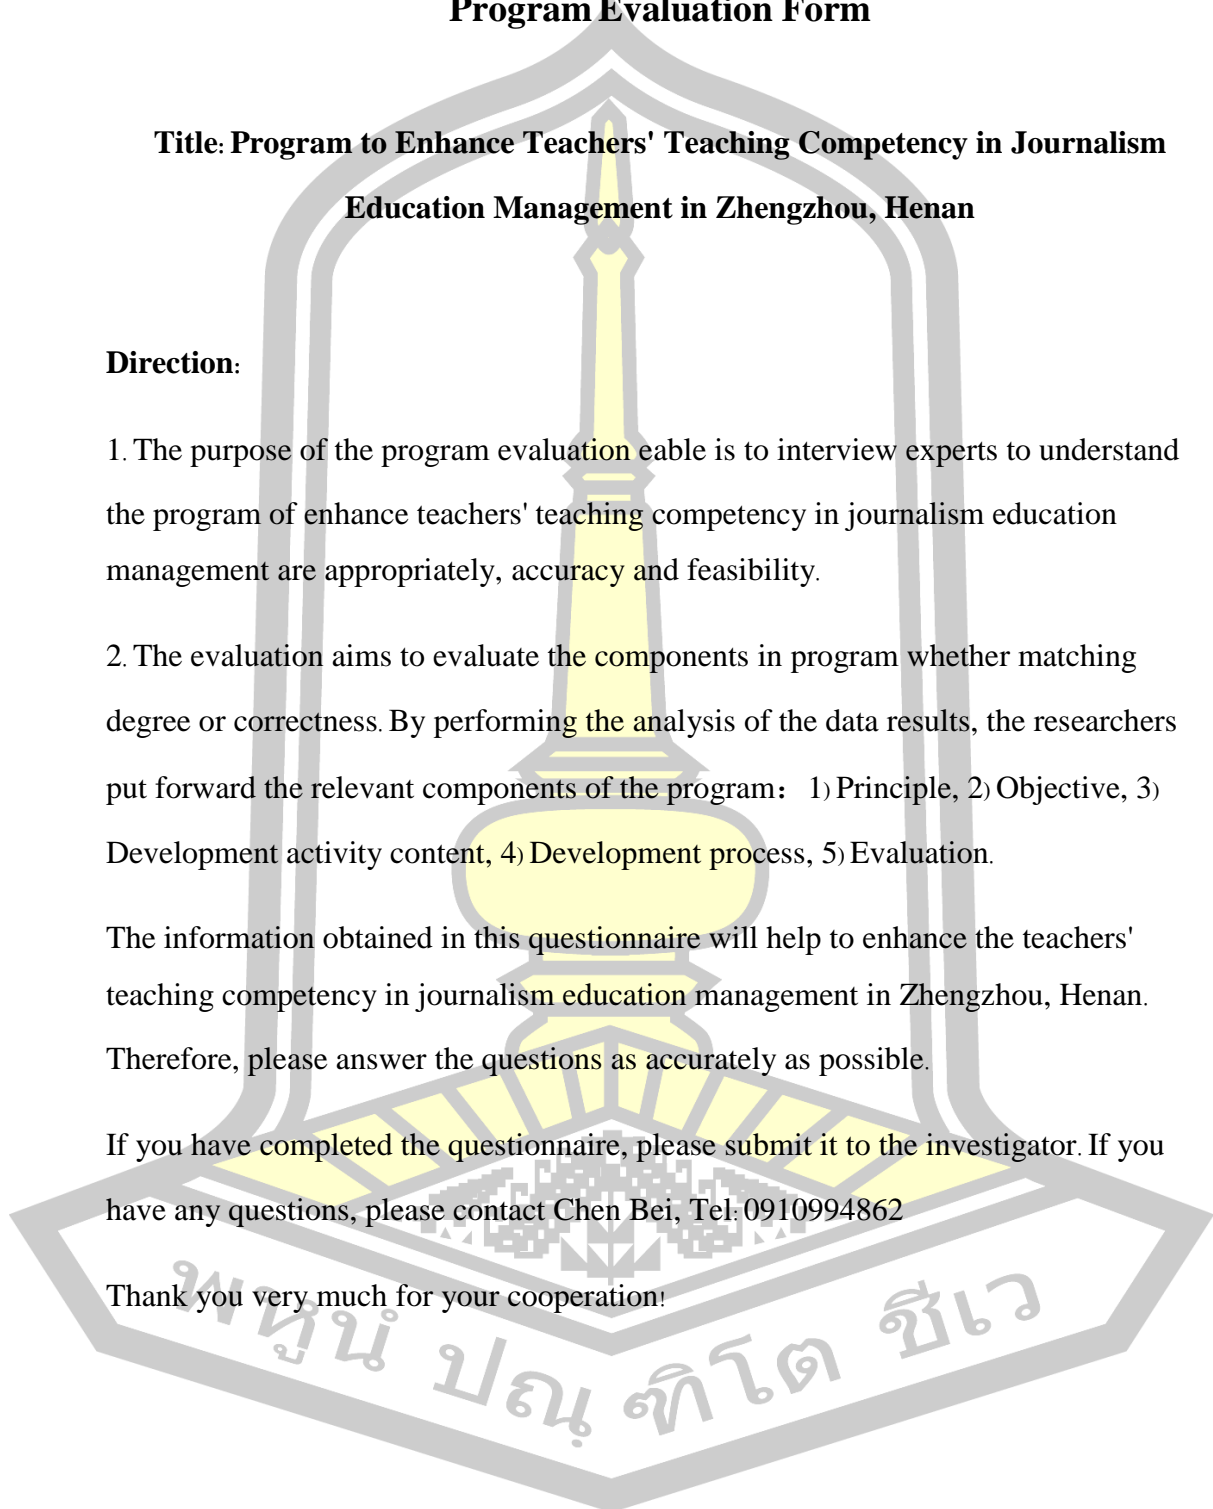 Program Evaluation Form
Title: Program to Enhance Teachers' Teaching Competency in Journalism
Education Management in Zhengzhou, Henan
Direction:
1. The purpose of the program evaluation eable is to interview experts to understand
the program of enhance teachers' teaching competency in journalism education
management are appropriately, accuracy and feasibility.
2. The evaluation aims to evaluate the components in program whether matching
degree or correctness. By performing the analysis of the data results, the researchers
put forward the relevant components of the program： 1) Principle, 2) Objective, 3)
Development activity content, 4) Development process, 5) Evaluation.
The information obtained in this questionnaire will help to enhance the teachers'
teaching competency in journalism education management in Zhengzhou, Henan.
Therefore, please answer the questions as accurately as possible.
If you have completed the questionnaire, please submit it to the investigator. If you
have any questions, please contact Chen Bei, Tel: 0910994862
Thank you very much for your cooperation!
พหูนํ ปณฺฑิโต ชีเว